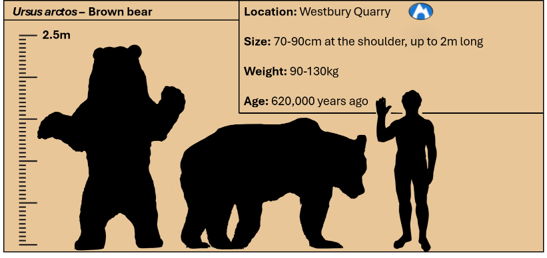 Ursus arctos – Brown bear
Location: Westbury Quarry
Size: 70-90cm at the shoulder, up to 2m long
Weight: 90-130kg
Age: 620,000 years ago
2.5m